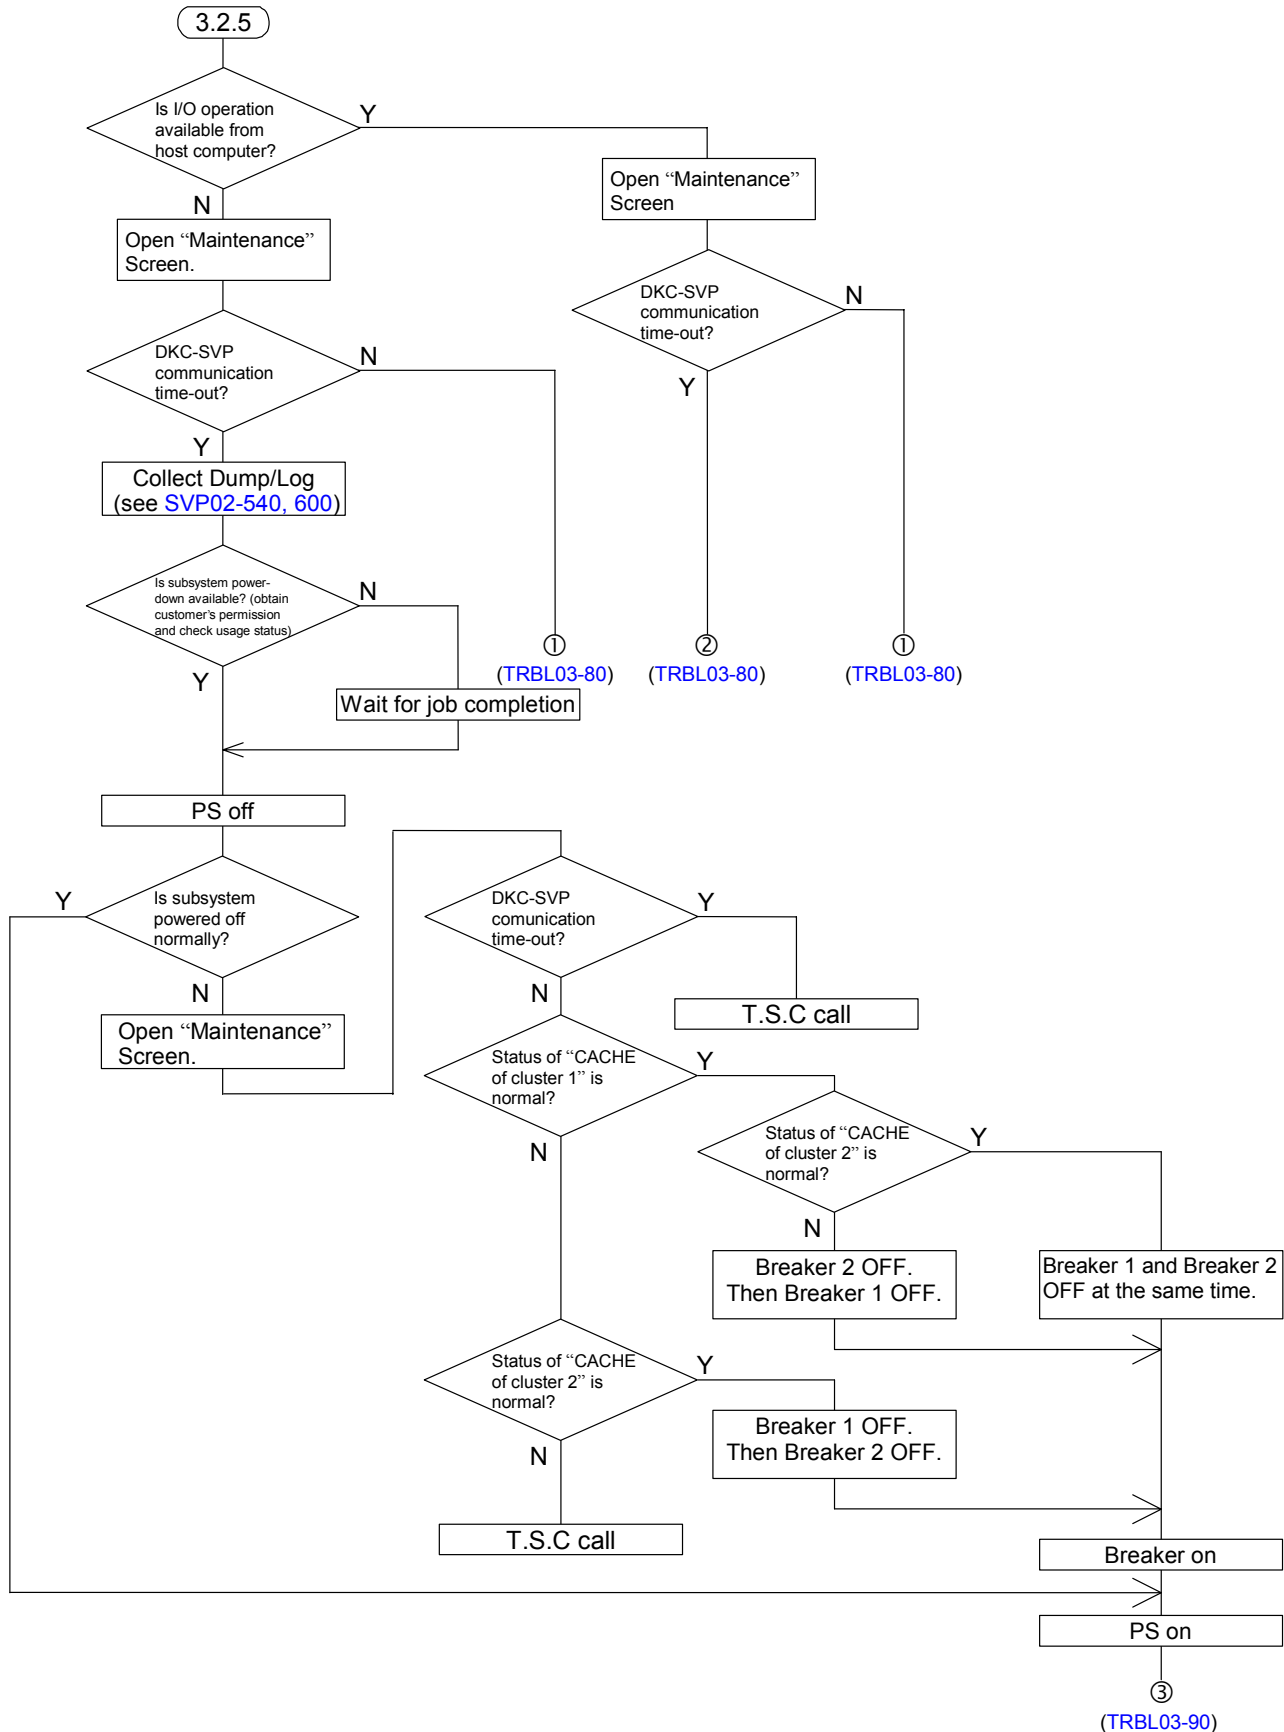 3.2.5
Is I/O operation
available from
host computer?
Y
N
Open “Maintenance”
Screen
Open “Maintenance”
Screen.
DKC-SVP
communication
time-out?
N
Y
DKC-SVP
communication
time-out?
N
Y
Collect Dump/Log
(see SVP02-540, 600)
Is subsystem power-
down available? (obtain
customer’s permission
and check usage status)
N
Y
①
(TRBL03-80)
②
(TRBL03-80)
①
(TRBL03-80)
Wait for job completion
PS off
Is subsystem
powered off
normally?
Y
N
Open “Maintenance”
Screen.
DKC-SVP
comunication
time-out?
Y
N
T.S.C call
Status of “CACHE
of cluster 1” is
normal?
Y
N
Status of “CACHE
of cluster 2” is
normal?
Y
N
Breaker 2 OFF.
Then Breaker 1 OFF.
Breaker 1 and Breaker 2
OFF at the same time.
Status of “CACHE
of cluster 2” is
normal?
Y
N
Breaker 1 OFF.
Then Breaker 2 OFF.
T.S.C call
Breaker on
PS on
③
(TRBL03-90)